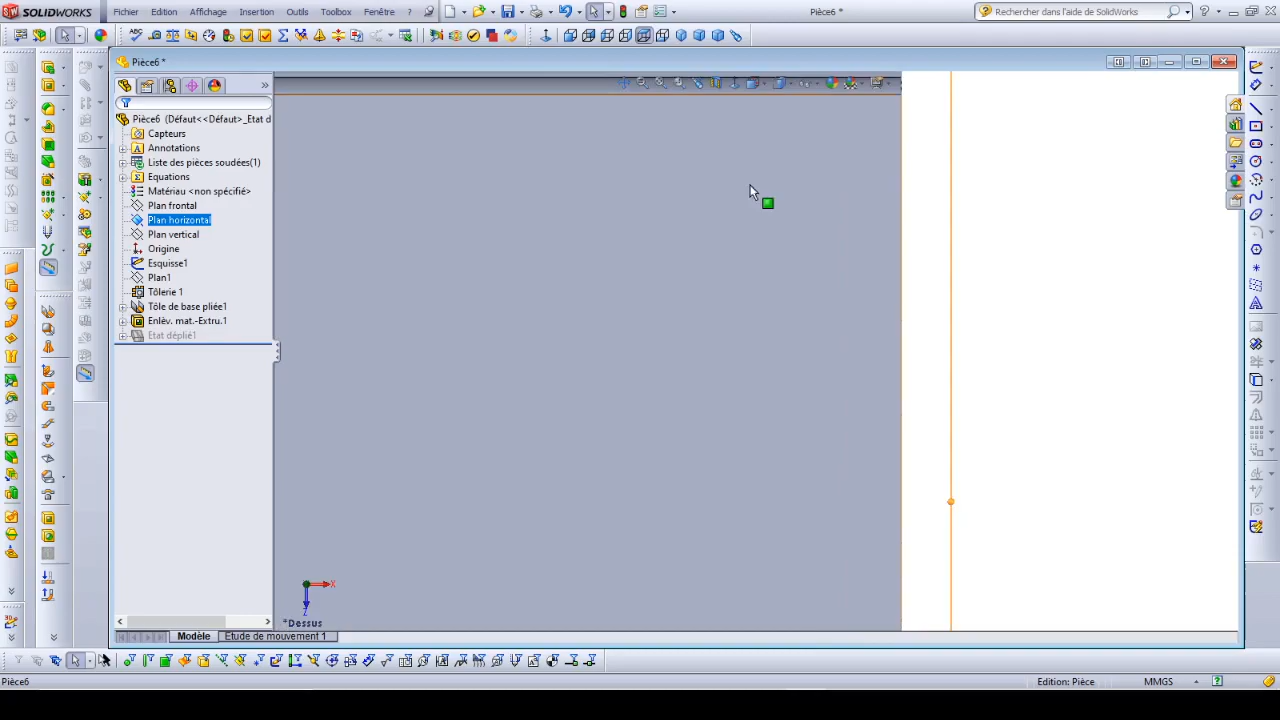 SOLIDWORKS Fichier Edition Affichage Insertion Outils Toolbox Fenêtre ? Pièce6 * Rechercher dans l'aide de SolidWorks
Pièce6 *
Pièce6 (Défaut<<Défaut>_Etat d
Capteurs
Annotations
Liste des pièces soudées(1)
Equations
Matériau <non spécifié>
Plan frontal
Plan horizontal
Plan vertical
Origine
Esquisse1
Plan1
Tôlerie 1
Tôle de base pliée1
Enlèv. mat.-Extru.1
Etat déplié1
X
Z
*Dessus
Modèle Etude de mouvement 1
Pièce6 Edition: Pièce MMGS